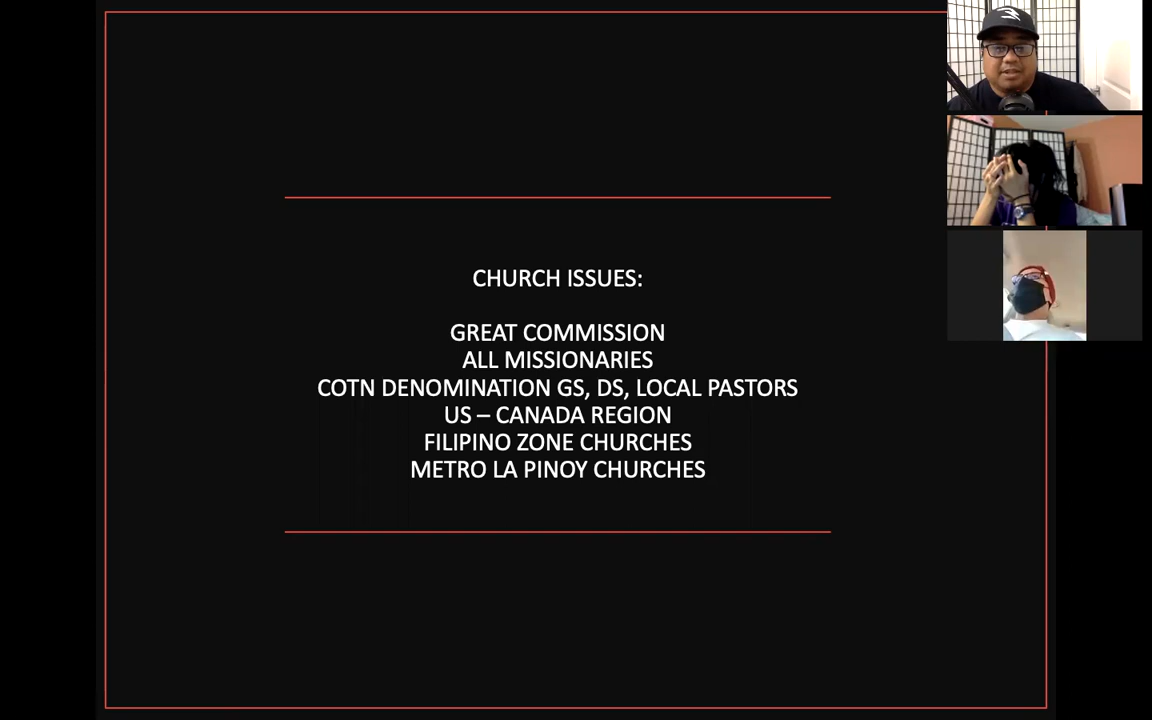 CHURCH ISSUES:
GREAT COMMISSION
ALL MISSIONARIES
COTN DENOMINATION GS, DS, LOCAL PASTORS
US – CANADA REGION
FILIPINO ZONE CHURCHES
METRO LA PINOY CHURCHES